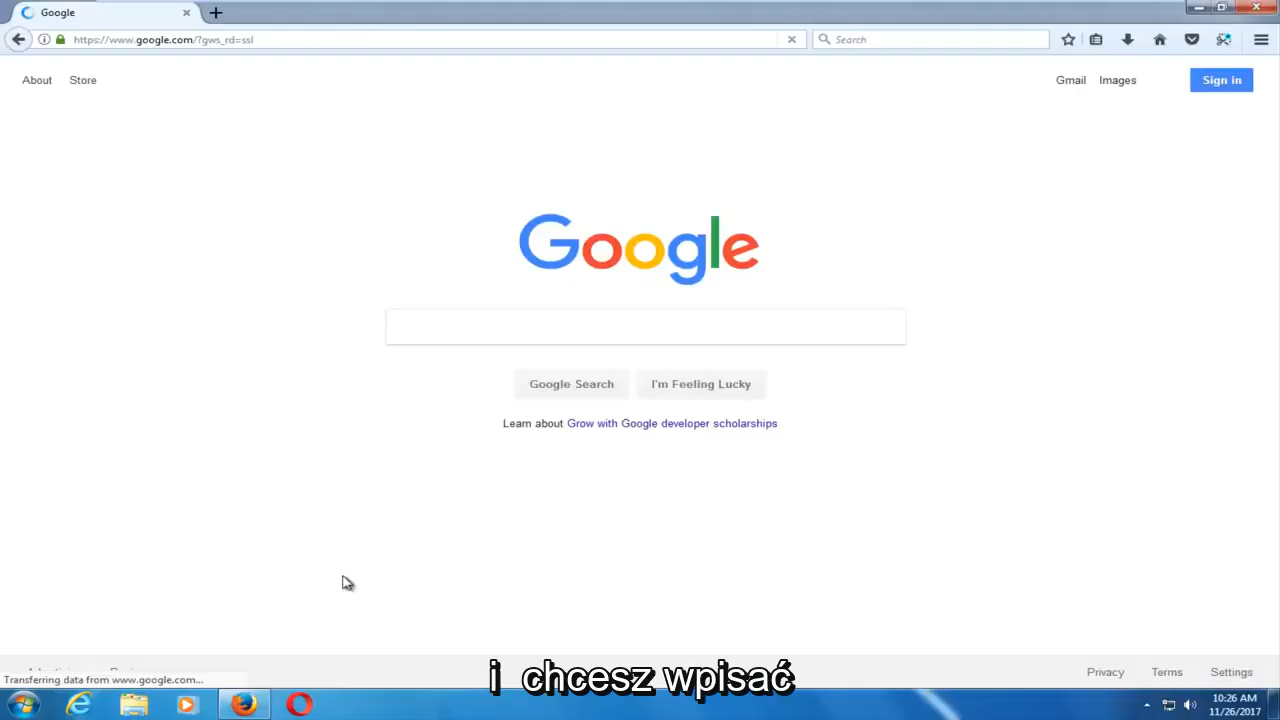 Google
https://www.google.com/?gws_rd=ssl
Search
About
Store
Gmail
Images
Sign in
Google
Google Search
I'm Feeling Lucky
Learn about Grow with Google developer scholarships
i chcesz wpisać
Privacy
Terms
Settings
Transferring data from www.google.com...
10:26 AM
11/26/2017